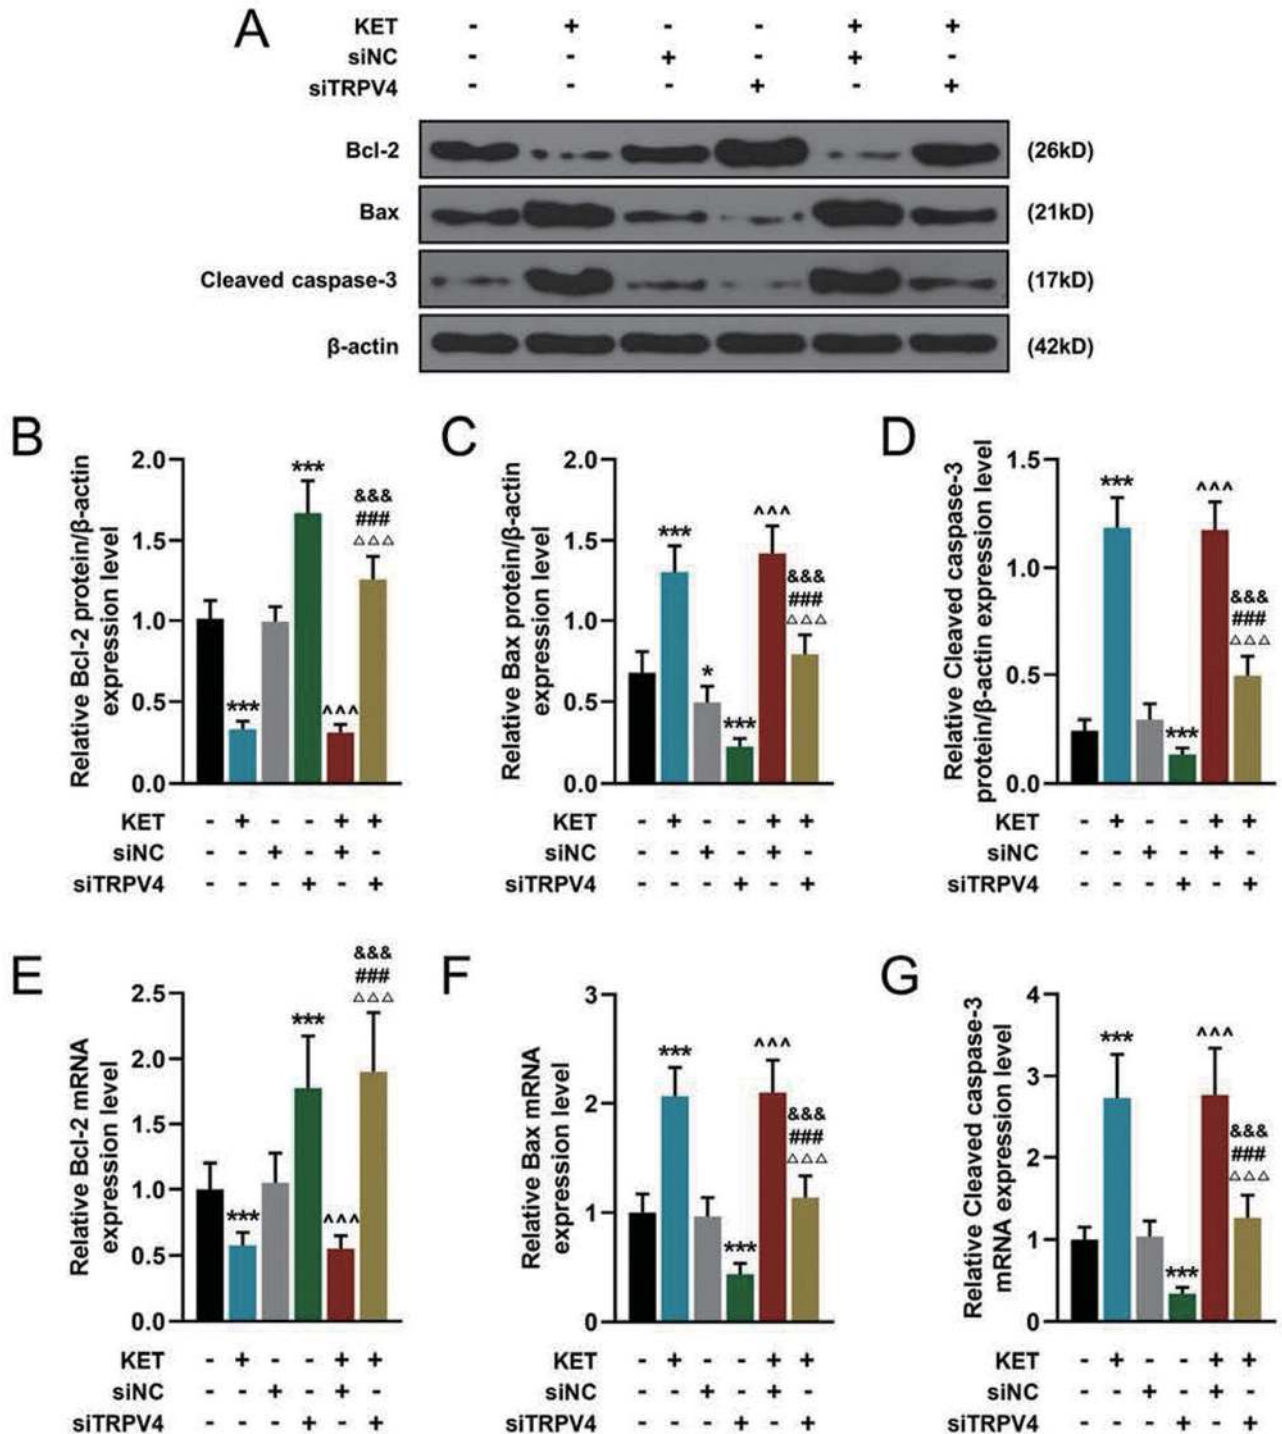 A
KET - + - - + +
siNC - - + - + -
siTRPV4 - - - + - +
Bcl-2 (26kD)
Bax (21kD)
Cleaved caspase-3 (17kD)
β-actin (42kD)
B
Relative Bcl-2 protein/β-actin
expression level
2.0
1.5
1.0
0.5
0.0
***
***
^^^
&&&
###
△△△
KET - + - - + +
siNC - - + - + -
siTRPV4 - - - + - +
C
Relative Bax protein/β-actin
expression level
2.0
1.5
1.0
0.5
0.0
***
*
***
^^^
&&&
###
△△△
KET - + - - + +
siNC - - + - + -
siTRPV4 - - - + - +
D
Relative Cleaved caspase-3
protein/β-actin expression level
1.5
1.0
0.5
0.0
***
***
^^^
&&&
###
△△△
KET - + - - + +
siNC - - + - + -
siTRPV4 - - - + - +
E
Relative Bcl-2 mRNA
expression level
2.5
2.0
1.5
1.0
0.5
0.0
***
***
^^^
&&&
###
△△△
KET - + - - + +
siNC - - + - + -
siTRPV4 - - - + - +
F
Relative Bax mRNA
expression level
3
2
1
0
***
***
^^^
&&&
###
△△△
KET - + - - + +
siNC - - + - + -
siTRPV4 - - - + - +
G
Relative Cleaved caspase-3
mRNA expression level
4
3
2
1
0
***
***
^^^
&&&
###
△△△
KET - + - - + +
siNC - - + - + -
siTRPV4 - - - + - +